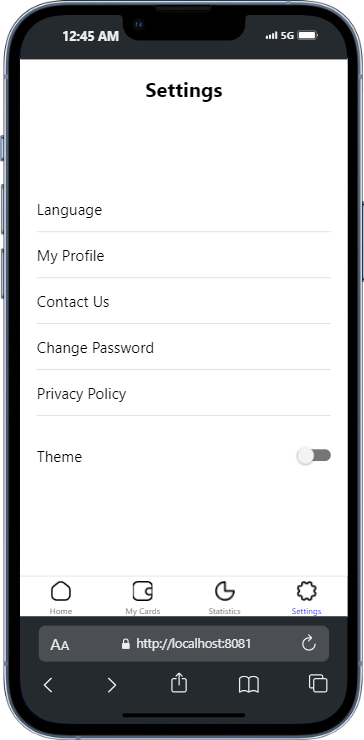 12:45 AM 5G
Settings
Language
My Profile
Contact Us
Change Password
Privacy Policy
Theme
Home My Cards Statistics Settings
AA http://localhost:8081